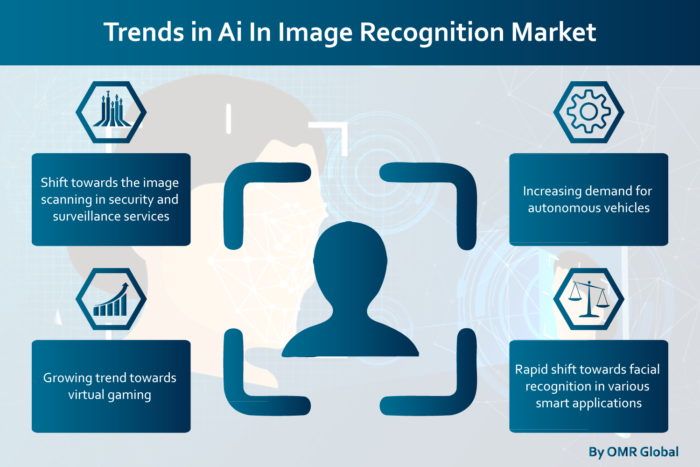 Trends in Ai In Image Recognition Market
Shift towards the image
scanning in security and
surveillance services
Increasing demand for
autonomous vehicles
Growing trend towards
virtual gaming
Rapid shift towards facial
recognition in various
smart applications
By OMR Global